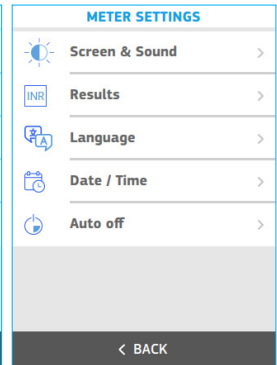 METER SETTINGS
Screen & Sound
INR Results
Language
Date / Time
Auto off
< BACK